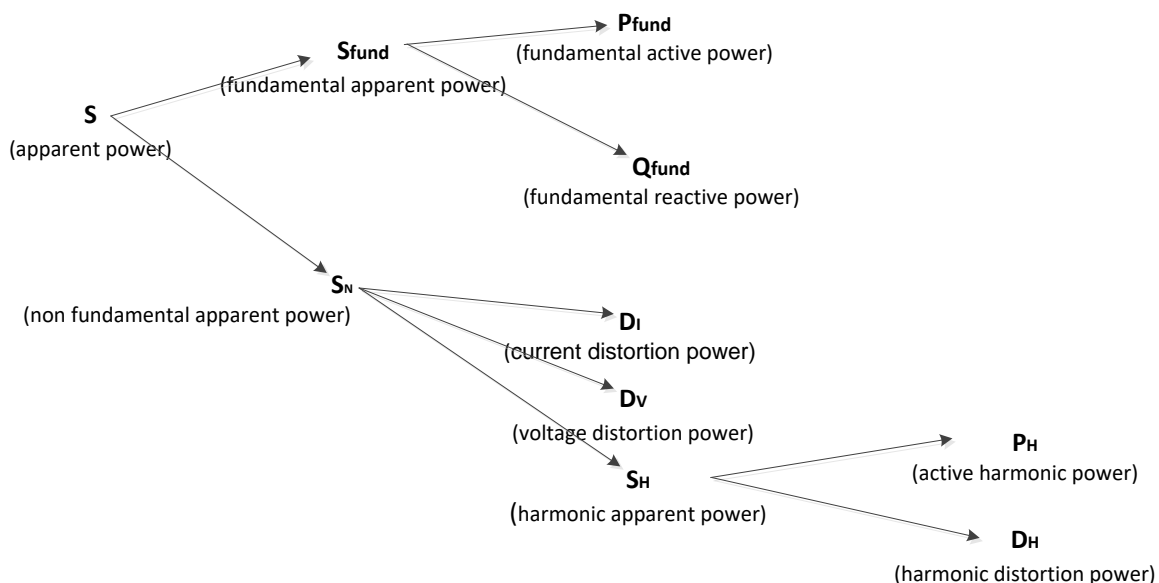 Pfund
(fundamental active power)
Sfund
(fundamental apparent power)
S
(apparent power)
Qfund
(fundamental reactive power)
SN
(non fundamental apparent power)
DI
(current distortion power)
DV
(voltage distortion power)
SH
(harmonic apparent power)
PH
(active harmonic power)
DH
(harmonic distortion power)